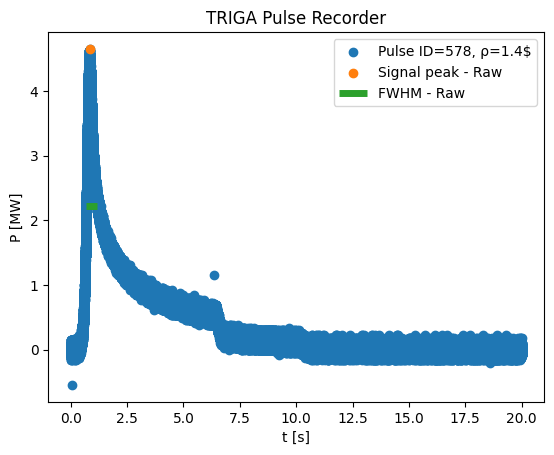 TRIGA Pulse Recorder
Pulse ID=578, ρ=1.4$
Signal peak - Raw
FWHM - Raw
P [MW]
4
3
2
1
0
0.0 2.5 5.0 7.5 10.0 12.5 15.0 17.5 20.0
t [s]